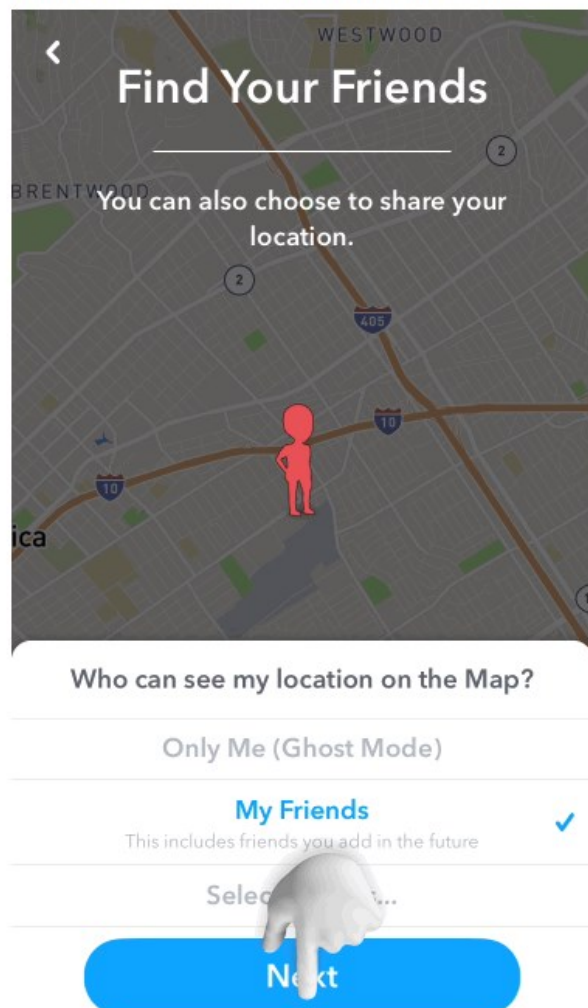 WESTWOOD
Find Your Friends
2
BRENTWOOD
You can also choose to share your
location.
2
405
10
10
ica
Who can see my location on the Map?
Only Me (Ghost Mode)
My Friends
This includes friends you add in the future
Next